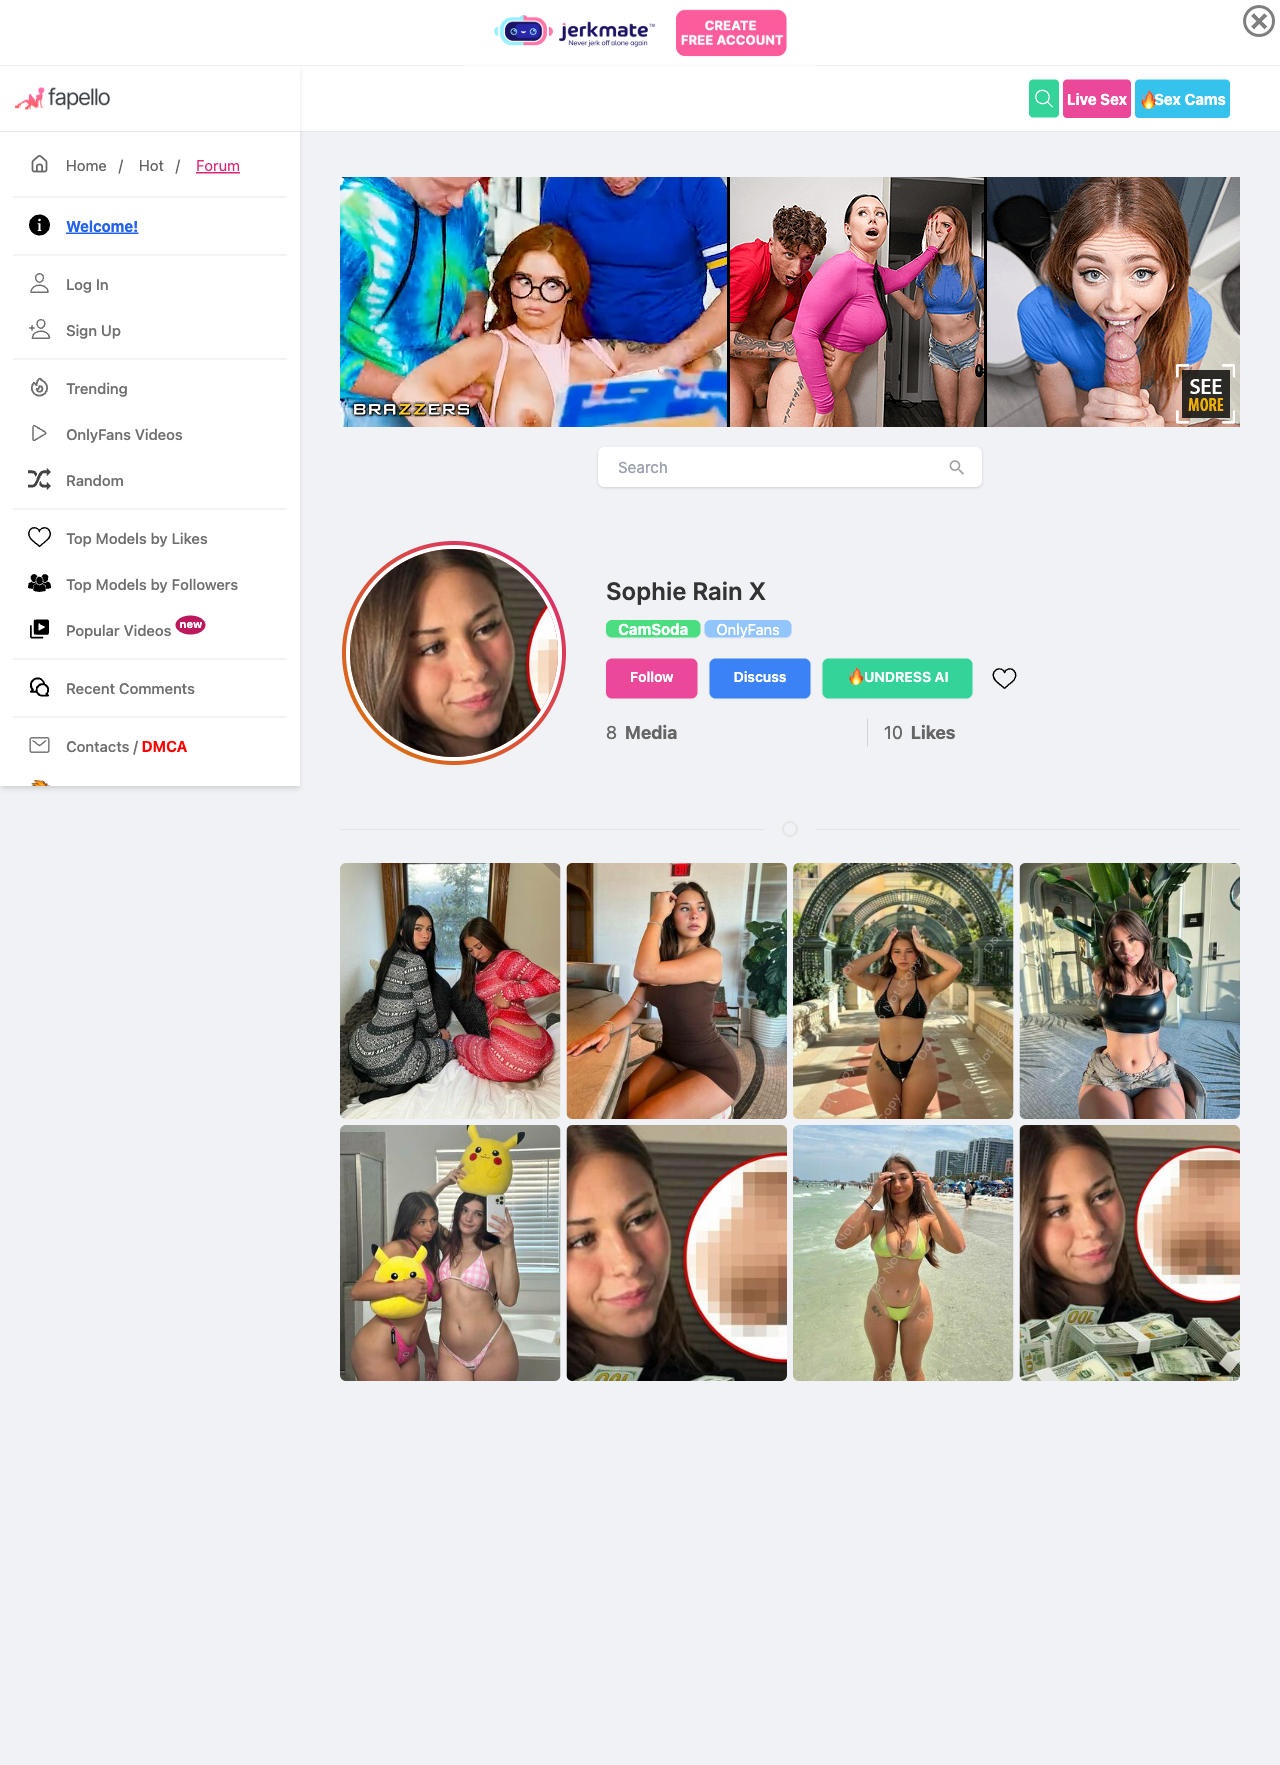 jerkmate™
Never jerk off alone again
CREATE
FREE ACCOUNT
fapello
Live Sex
Sex Cams
Home / Hot / Forum
Welcome!
Log In
Sign Up
Trending
OnlyFans Videos
Random
Top Models by Likes
Top Models by Followers
Popular Videos new
Recent Comments
Contacts / DMCA
BRAZZERS
SEE
MORE
Search
Sophie Rain X
CamSoda OnlyFans
Follow
Discuss
UNDRESS AI
8 Media
10 Likes